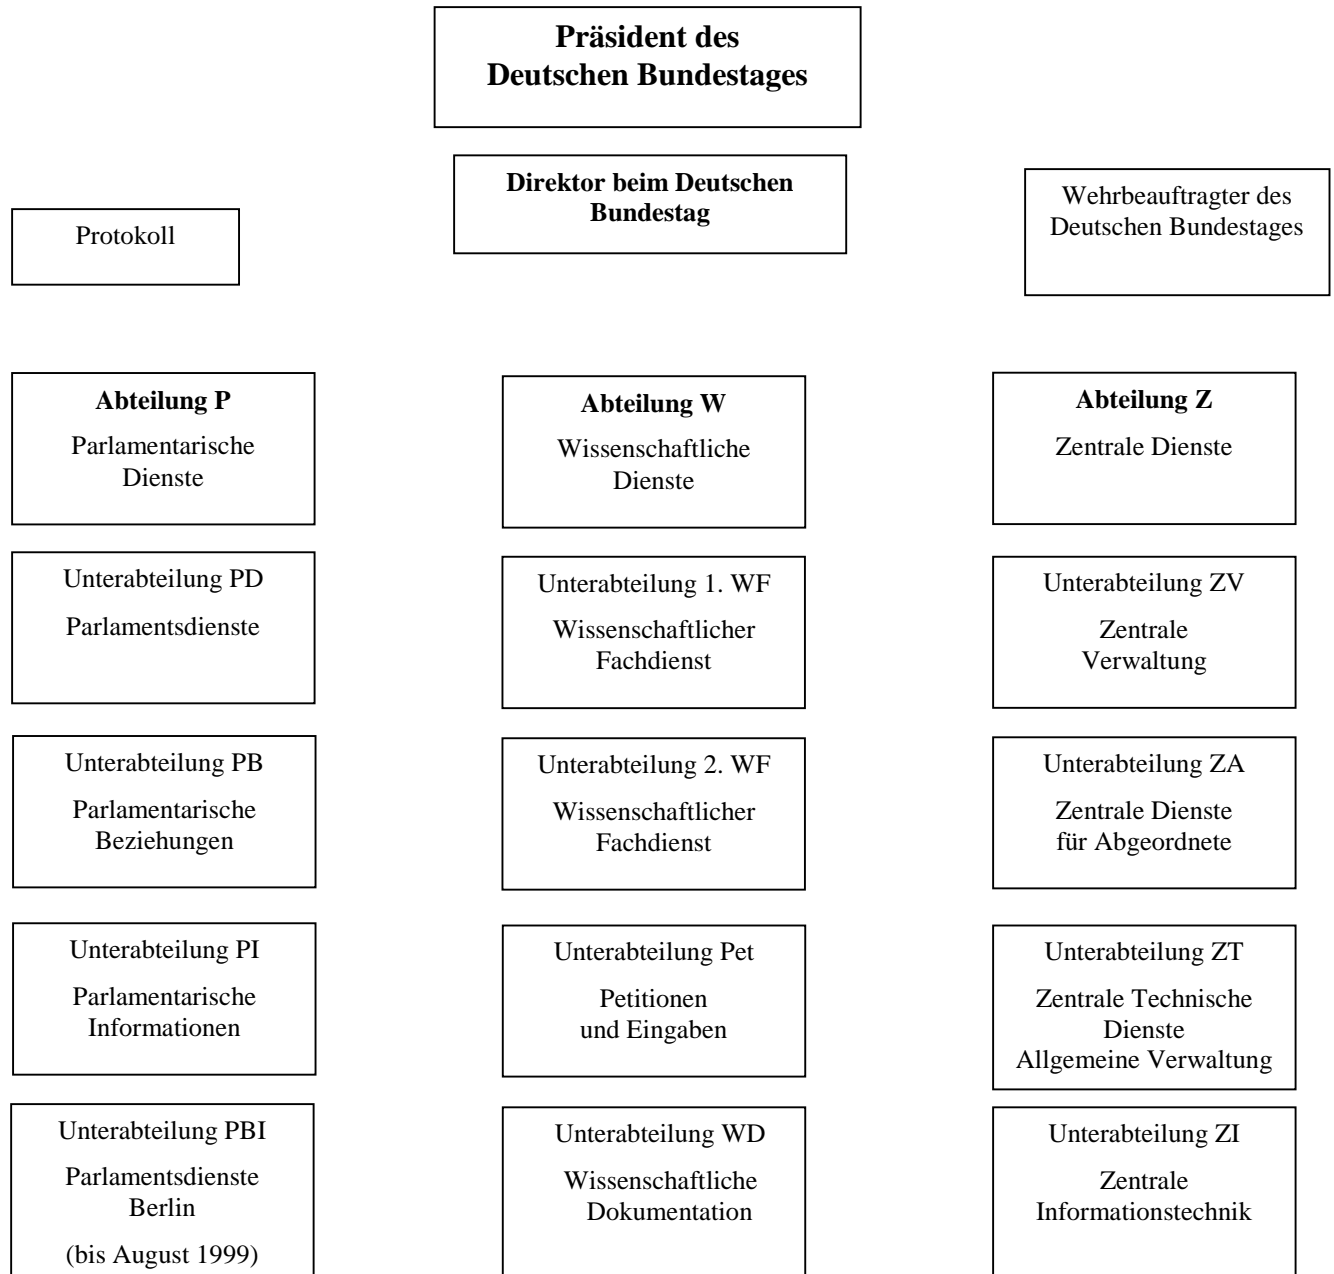 Präsident des
Deutschen Bundestages
Direktor beim Deutschen
Bundestag
Wehrbeauftragter des
Deutschen Bundestages
Protokoll
Abteilung P
Parlamentarische
Dienste
Abteilung W
Wissenschaftliche
Dienste
Abteilung Z
Zentrale Dienste
Unterabteilung PD
Parlamentsdienste
Unterabteilung 1. WF
Wissenschaftlicher
Fachdienst
Unterabteilung ZV
Zentrale
Verwaltung
Unterabteilung PB
Parlamentarische
Beziehungen
Unterabteilung 2. WF
Wissenschaftlicher
Fachdienst
Unterabteilung ZA
Zentrale Dienste
für Abgeordnete
Unterabteilung PI
Parlamentarische
Informationen
Unterabteilung Pet
Petitionen
und Eingaben
Unterabteilung ZT
Zentrale Technische
Dienste
Allgemeine Verwaltung
Unterabteilung PBI
Parlamentsdienste
Berlin
(bis August 1999)
Unterabteilung WD
Wissenschaftliche
Dokumentation
Unterabteilung ZI
Zentrale
Informationstechnik